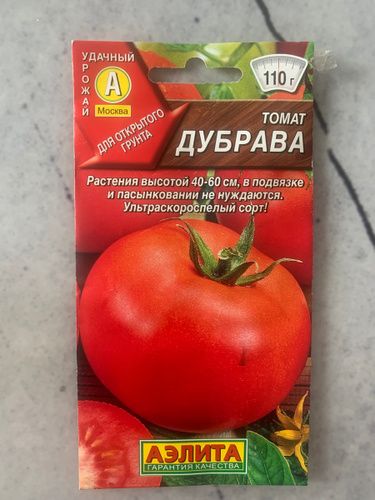 УДАЧНЫЙ
УРОЖАЙ
А
Москва
110 г
ДЛЯ ОТКРЫТОГО
ГРУНТА
ТОМАТ
ДУБРАВА
Растения высотой 40-60 см, в подвязке
и пасынковании не нуждаются.
Ультраскороспелый сорт!
АЭЛИТА
ГАРАНТИЯ КАЧЕСТВА